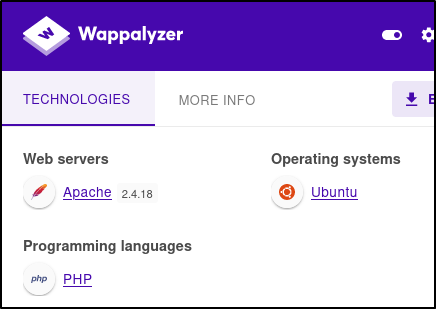 Wappalyzer
TECHNOLOGIES
MORE INFO
Web servers
Apache 2.4.18
Operating systems
Ubuntu
Programming languages
php PHP